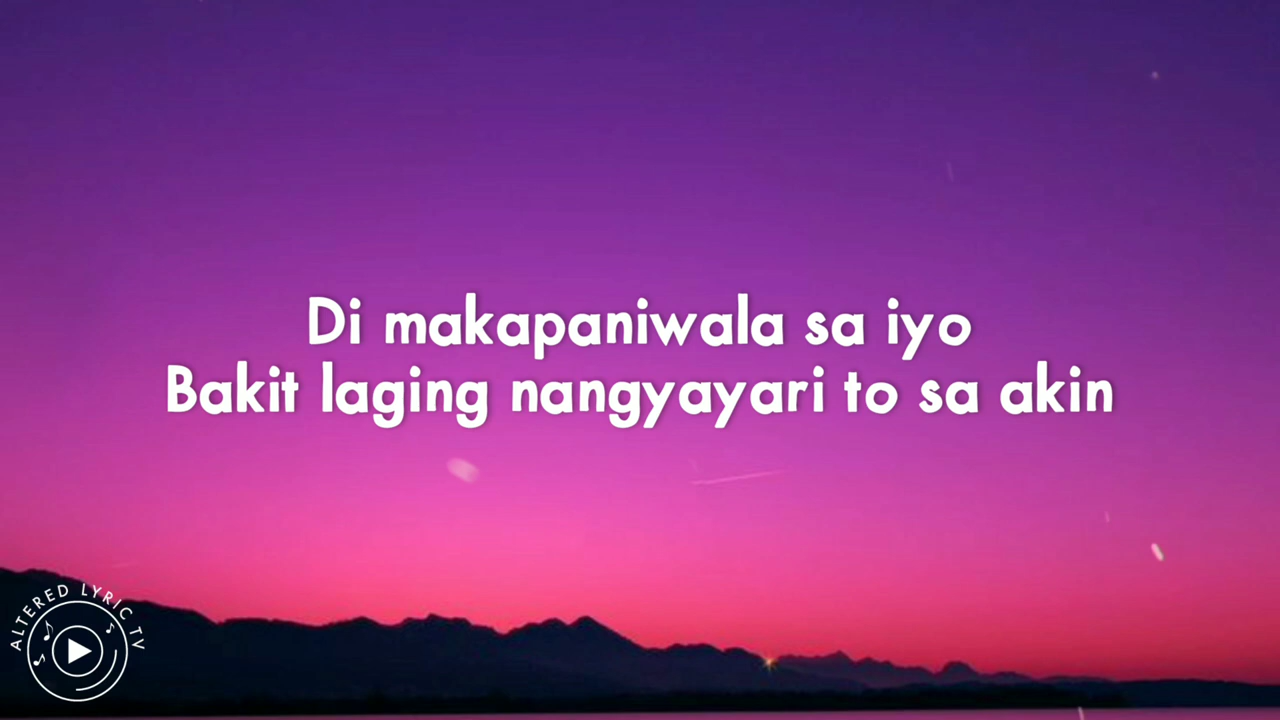 Di makapaniwala sa iyo
Bakit laging nangyayari to sa akin
ALTERED LYRIC TV